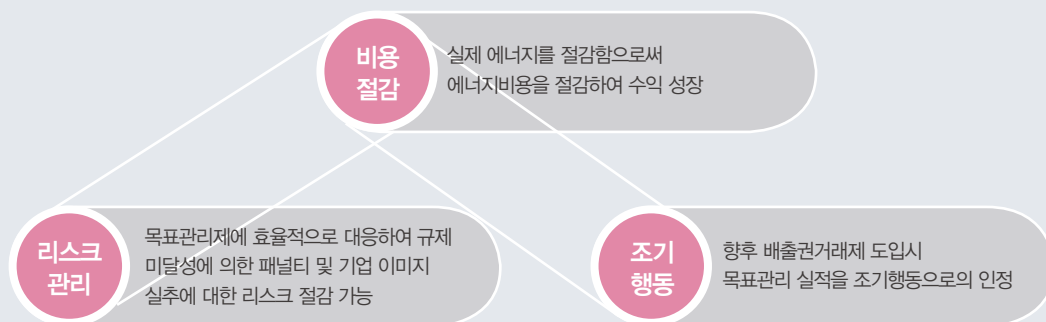 비용
절감
실제 에너지를 절감함으로써
에너지비용을 절감하여 수익 성장
리스크
관리
목표관리제에 효율적으로 대응하여 규제
미달성에 의한 패널티 및 기업 이미지
실추에 대한 리스크 절감 가능
조기
행동
향후 배출권거래제 도입시
목표관리 실적을 조기행동으로의 인정